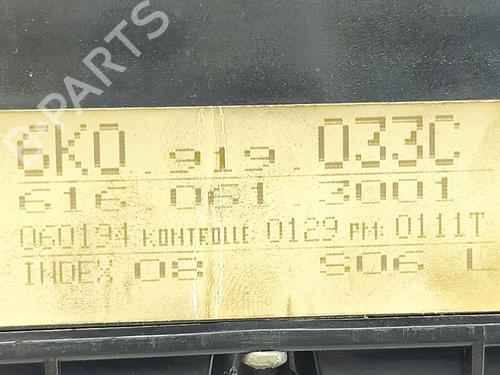 6K0.919.033C
616 061 3001
060194 KONTROLLE 0129 PM: 0111T
INDEX 08 S06 L
B-PARTS